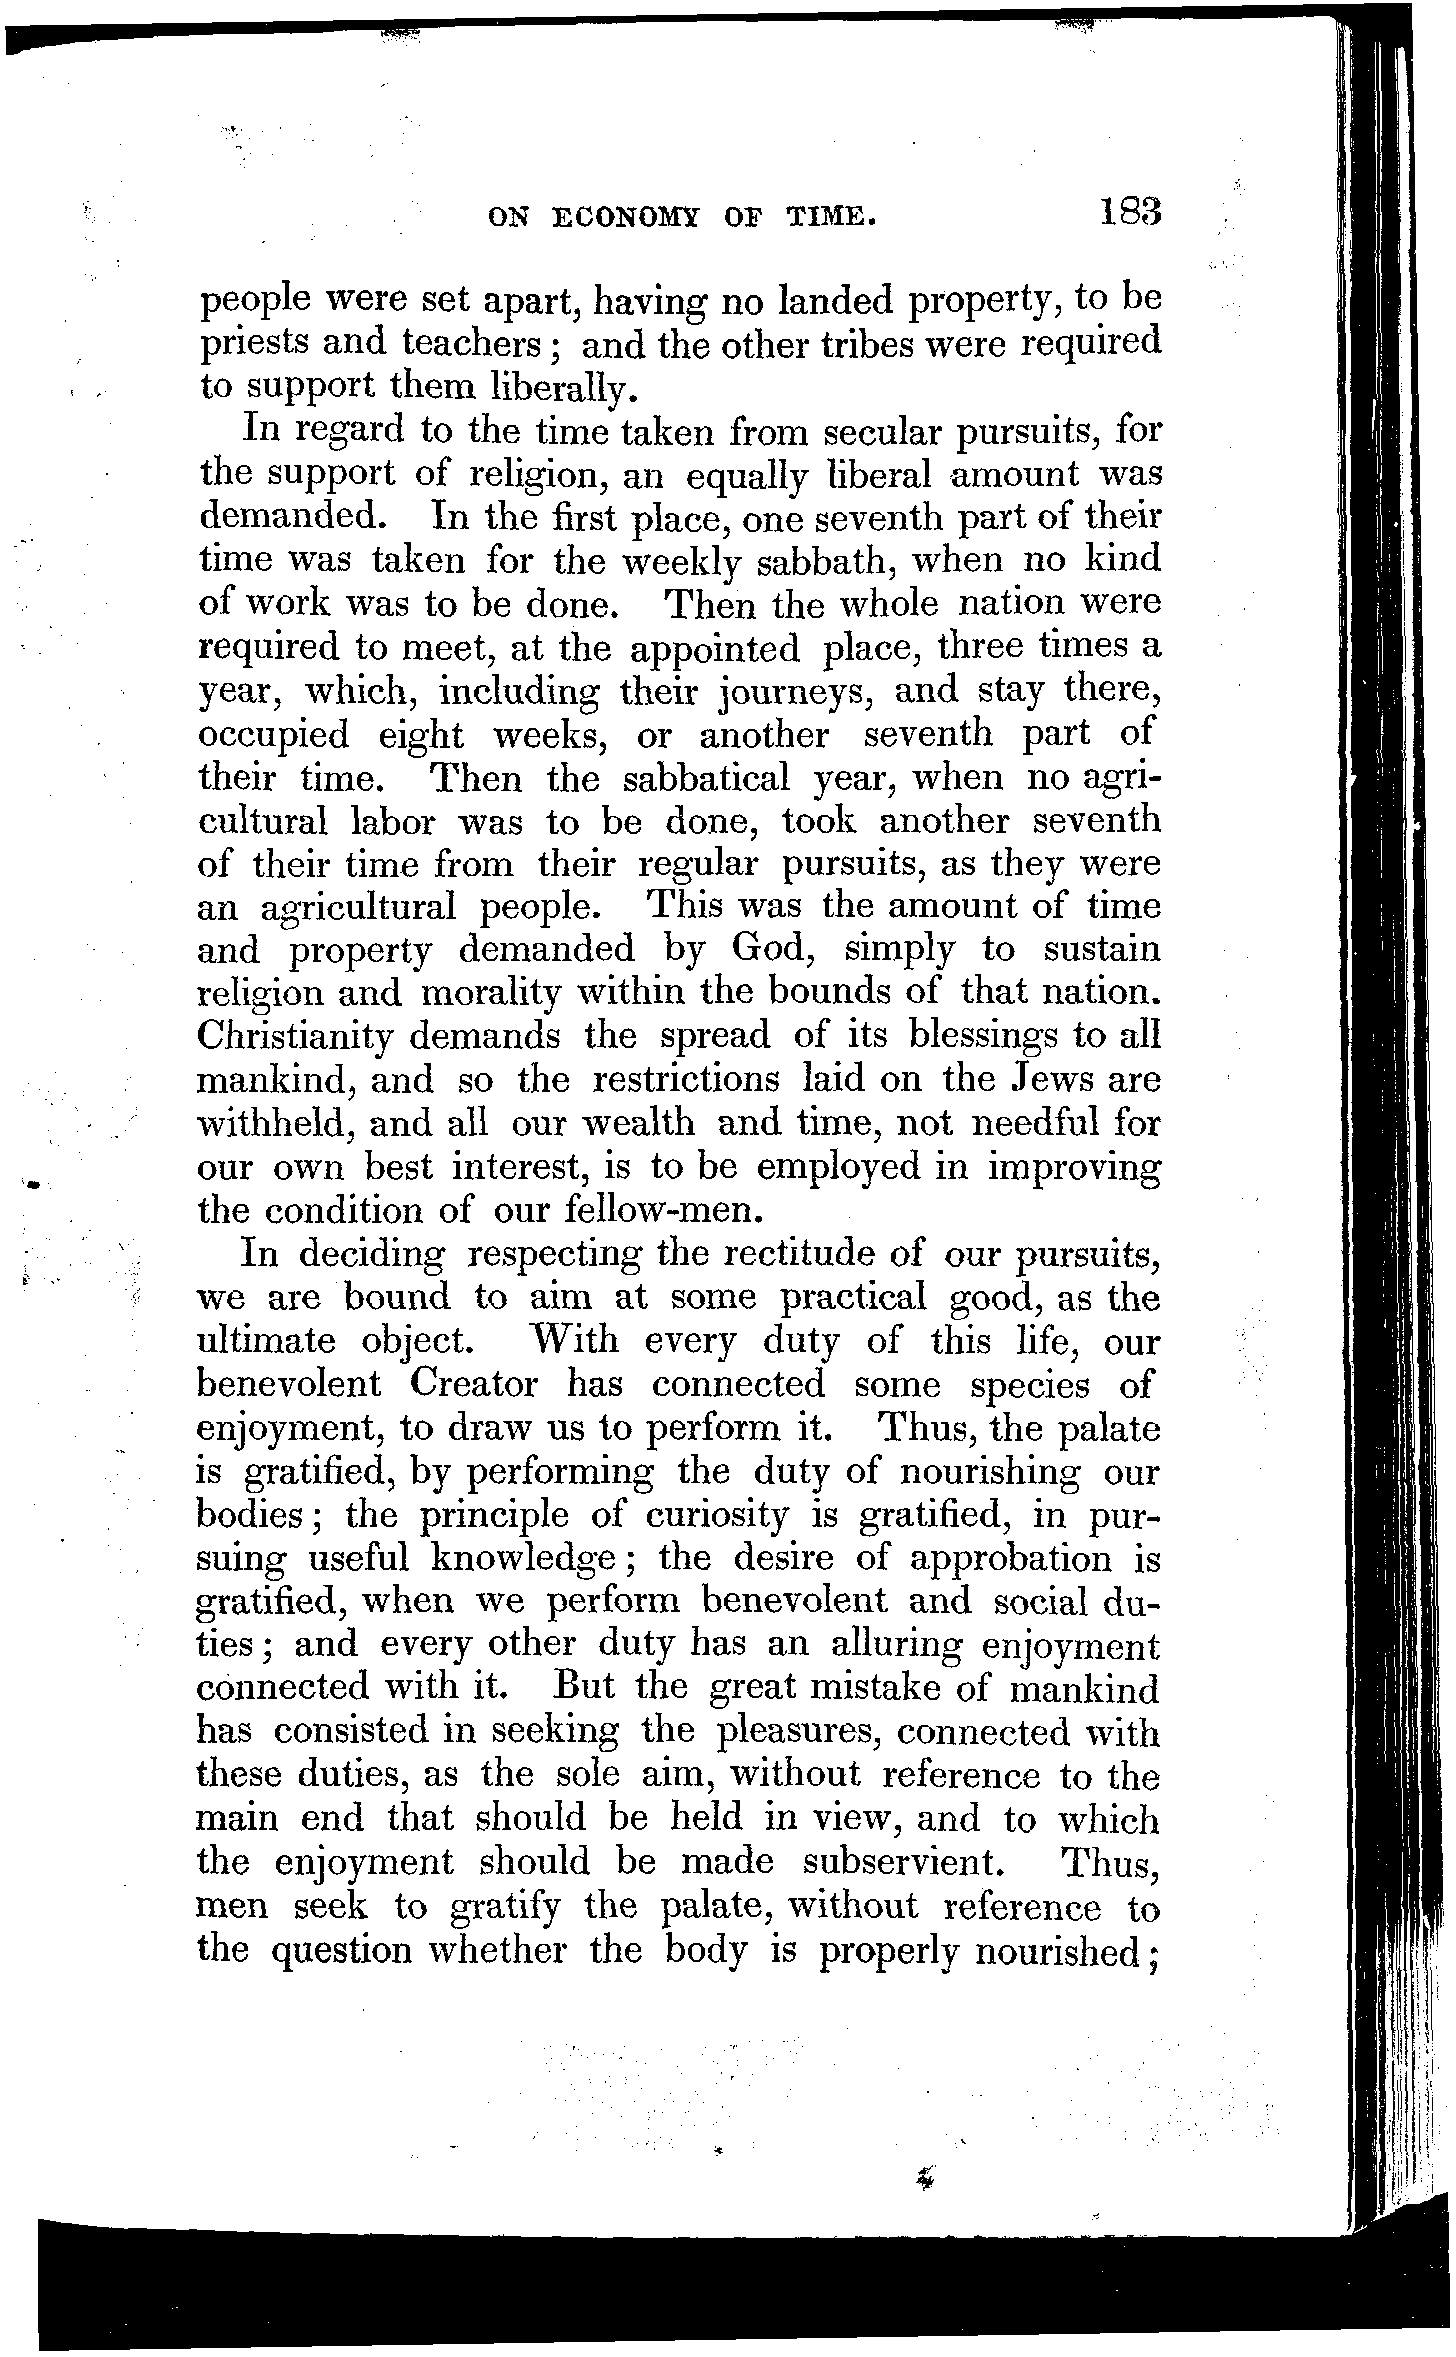 ON ECONOMY OF TIME. 183
people were set apart, having no landed property, to be
priests and teachers; and the other tribes were required
to support them liberally.
In regard to the time taken from secular pursuits, for
the support of religion, an equally liberal amount was
demanded. In the first place, one seventh part of their
time was taken for the weekly sabbath, when no kind
of work was to be done. Then the whole nation were
required to meet, at the appointed place, three times a
year, which, including their journeys, and stay there,
occupied eight weeks, or another seventh part of
their time. Then the sabbatical year, when no agri-
cultural labor was to be done, took another seventh
of their time from their regular pursuits, as they were
an agricultural people. This was the amount of time
and property demanded by God, simply to sustain
religion and morality within the bounds of that nation.
Christianity demands the spread of its blessings to all
mankind, and so the restrictions laid on the Jews are
withheld, and all our wealth and time, not needful for
our own best interest, is to be employed in improving
the condition of our fellow-men.
In deciding respecting the rectitude of our pursuits,
we are bound to aim at some practical good, as the
ultimate object. With every duty of this life, our
benevolent Creator has connected some species of
enjoyment, to draw us to perform it. Thus, the palate
is gratified, by performing the duty of nourishing our
bodies; the principle of curiosity is gratified, in pur-
suing useful knowledge; the desire of approbation is
gratified, when we perform benevolent and social du-
ties; and every other duty has an alluring enjoyment
connected with it. But the great mistake of mankind
has consisted in seeking the pleasures, connected with
these duties, as the sole aim, without reference to the
main end that should be held in view, and to which
the enjoyment should be made subservient. Thus,
men seek to gratify the palate, without reference to
the question whether the body is properly nourished;